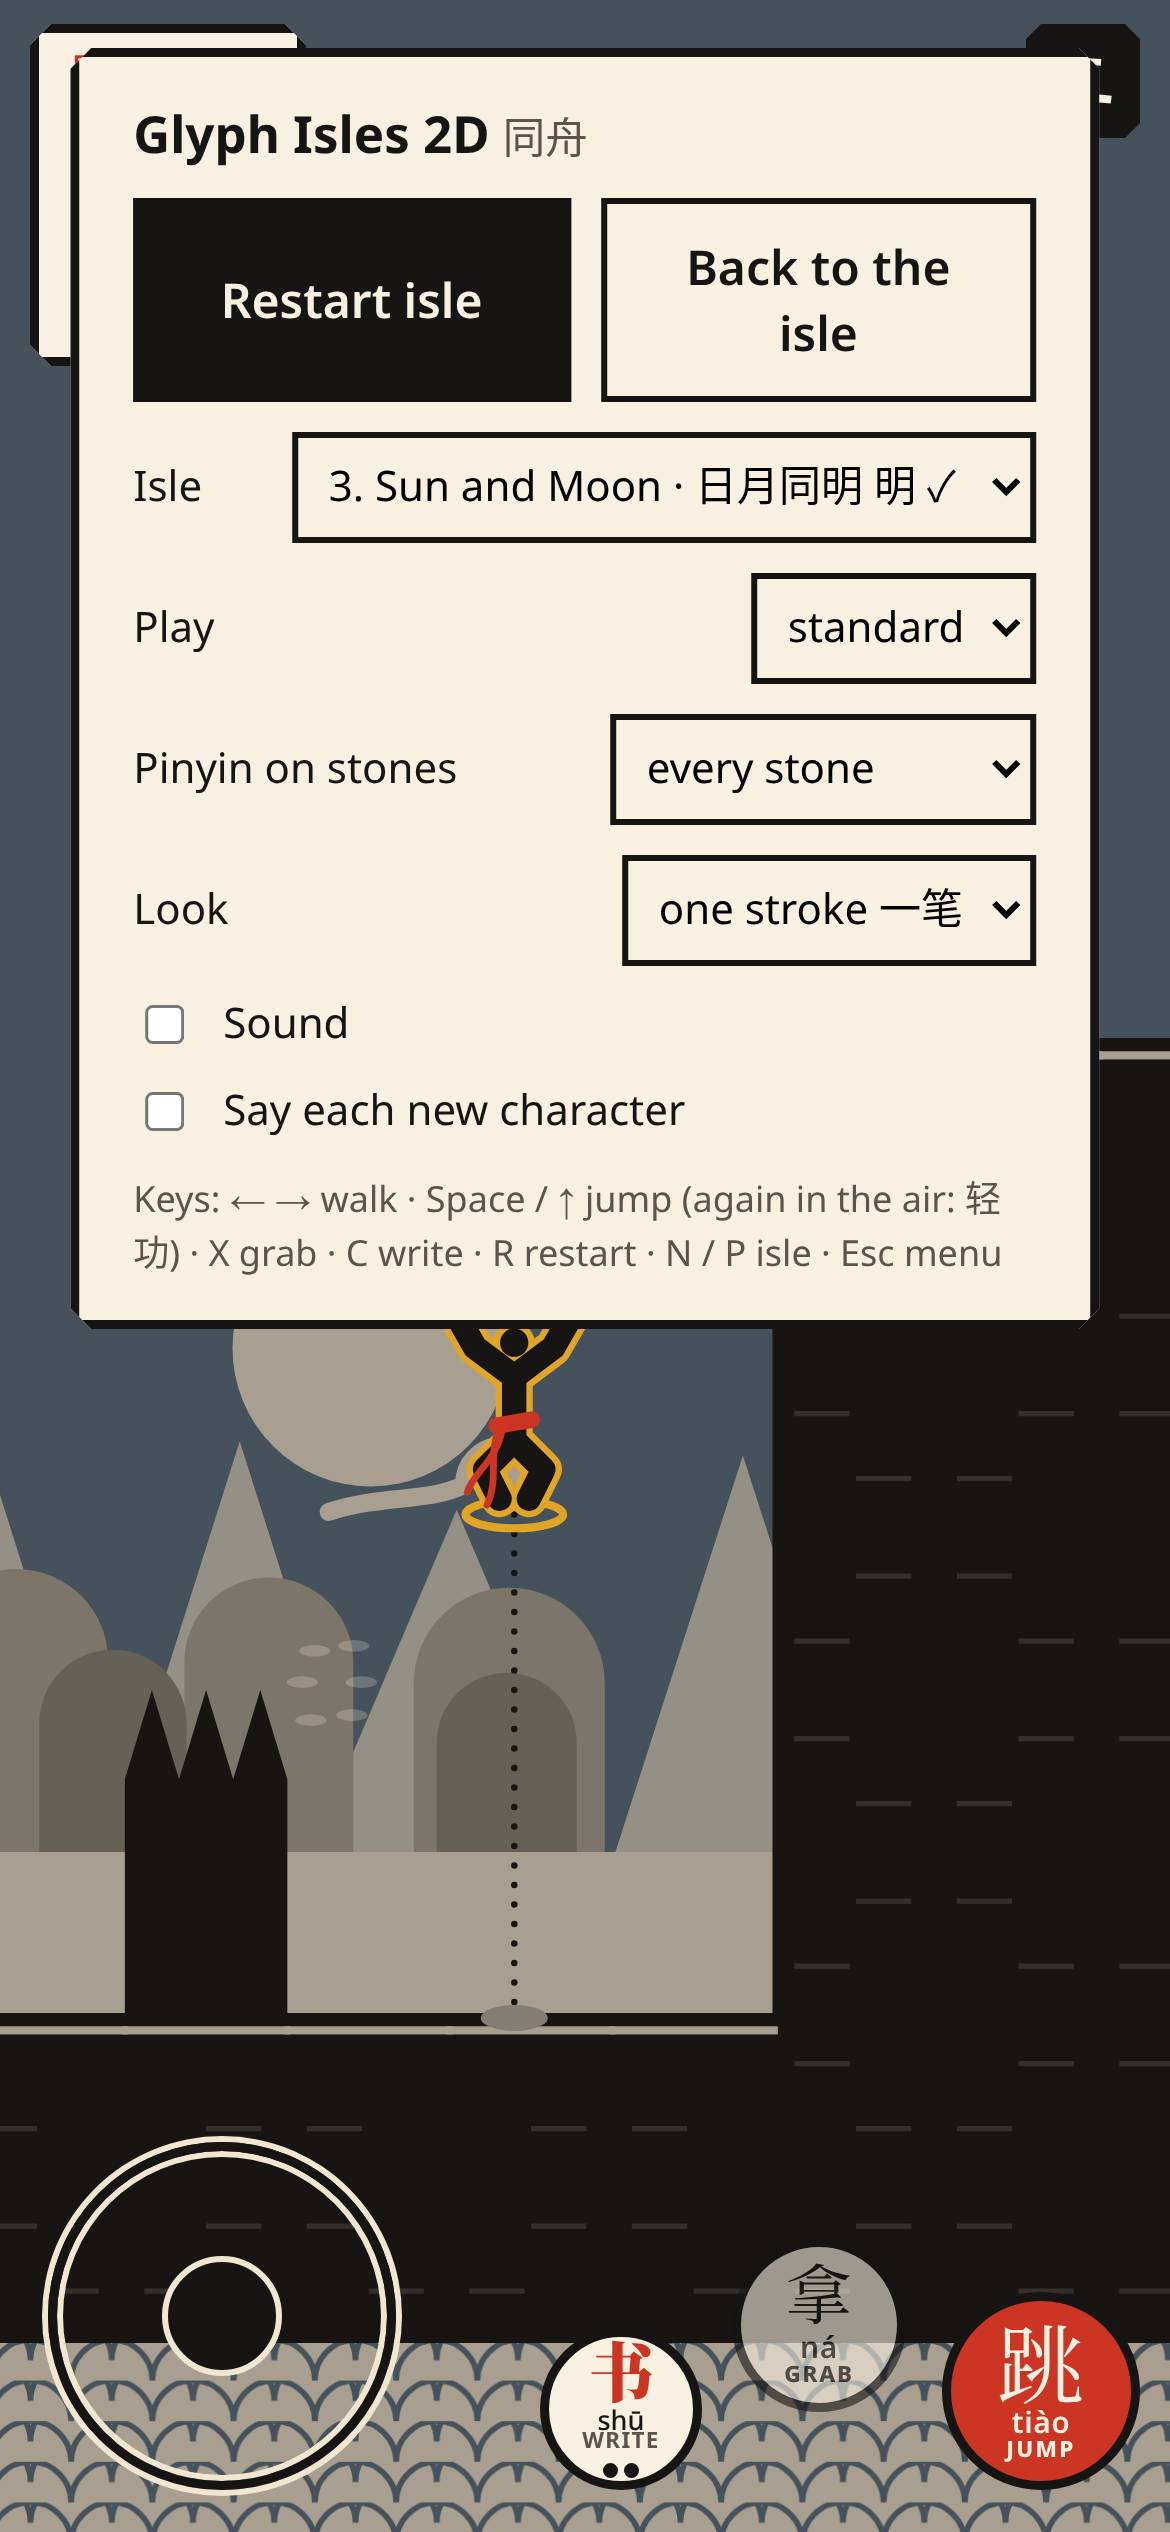 Glyph Isles 2D 同舟
Restart isle
Back to the
isle
Isle
3. Sun and Moon · 日月同明 明 ✓
Play
standard
Pinyin on stones
every stone
Look
one stroke 一笔
Sound
Say each new character
Keys: ←→ walk · Space / ↑ jump (again in the air: 轻
功) · X grab · C write · R restart · N / P isle · Esc menu
拿
ná
GRAB
书
shū
WRITE
跳
tiào
JUMP